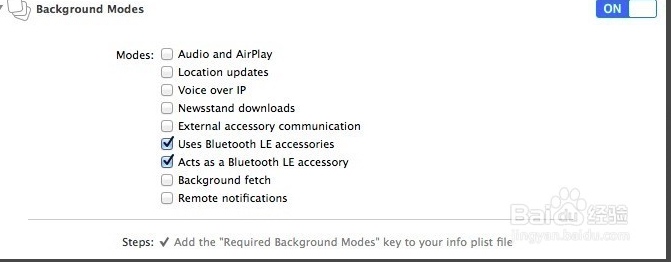 Background Modes
ON
Modes: Audio and AirPlay
Location updates
Voice over IP
Newsstand downloads
External accessory communication
Uses Bluetooth LE accessories
Acts as a Bluetooth LE accessory
Background fetch
Remote notifications
Baidu 经验
jingyan.baidu.com
Steps: ✓ Add the "Required Background Modes" key to your info plist file